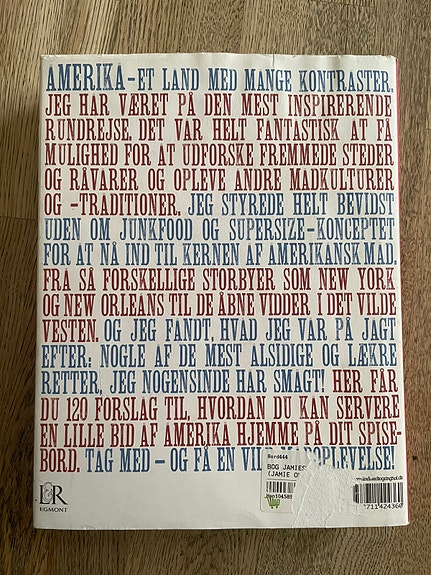 AMERIKA – ET LAND MED MANGE KONTRASTER.
JEG HAR VÆRET PÅ DEN MEST INSPIRERENDE
RUNDREJSE. DET VAR HELT FANTASTISK AT FÅ
MULIGHED FOR AT UDFORSKE FREMMEDE STEDER
OG RÅVARER OG OPLEVE ANDRE MADKULTURER
OG -TRADITIONER. JEG STYREDE HELT BEVIDST
UDEN OM JUNKFOOD OG SUPERSIZE-KONCEPTET
FOR AT NÅ IND TIL KERNEN AF AMERIKANSK MAD.
FRA SÅ FORSKELLIGE STORBYER SOM NEW YORK
OG NEW ORLEANS TIL DE ÅBNE VIDDER I DET VILDE
VESTEN. OG JEG FANDT, HVAD JEG VAR PÅ JAGT
EFTER: NOGLE AF DE MEST ALSIDIGE OG LÆKRE
RETTER, JEG NOGENSINDE HAR SMAGT! HER FÅR
DU 120 FORSLAG TIL, HVORDAN DU KAN SERVERE
EN LILLE BID AF AMERIKA HJEMME PÅ DIT SPISE-
BORD. TAG MED – OG FÅ EN VIL OPLEVELSE!
Bord444
BOG JAMIES
(JAMIE O
L&R
EGMONT